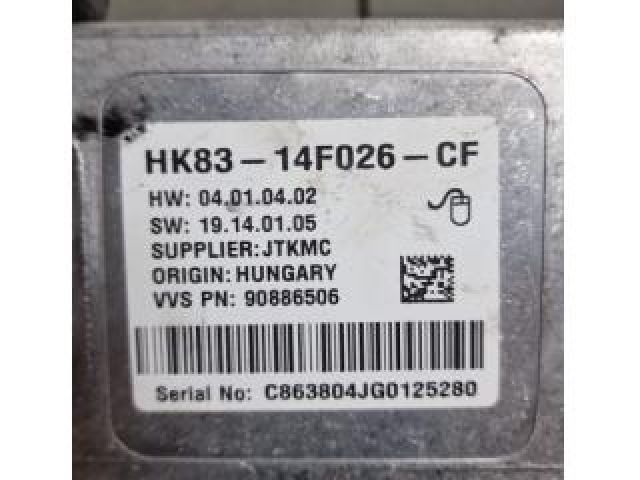 HK83-14F026-CF
HW: 04.01.04.02
SW: 19.14.01.05
SUPPLIER:JTKMC
ORIGIN:HUNGARY
VVS PN: 90886506
Serial No: C863804JG0125280